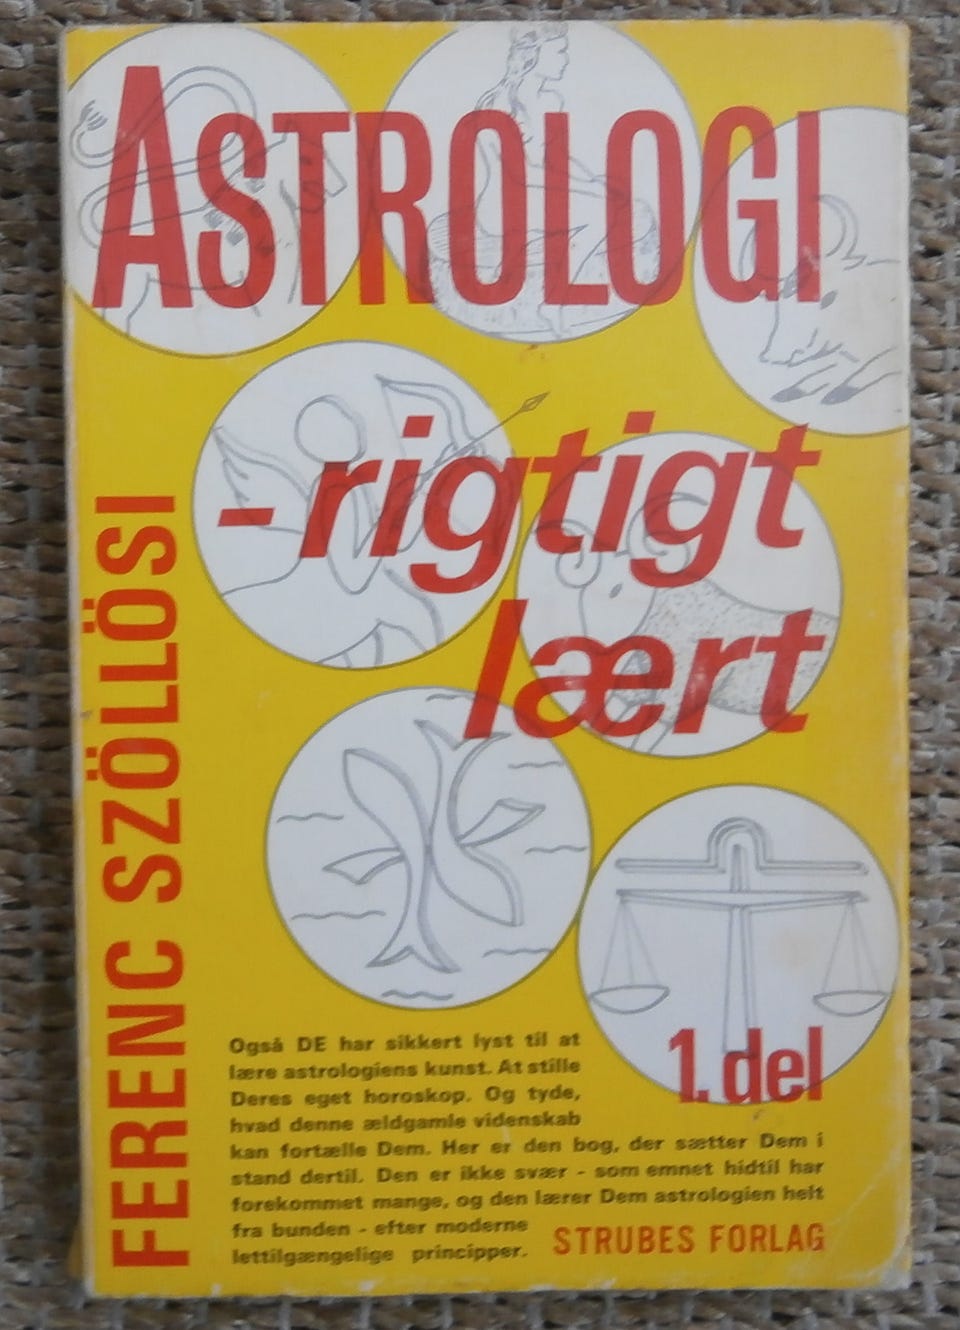 ASTROLOGI
-rigtigt
lært
FERENC SZÖLLÖSI
1. del
Også DE har sikkert lyst til at
lære astrologiens kunst. At stille
Deres eget horoskop. Og tyde,
hvad denne ældgamle videnskab
kan fortælle Dem. Her er den bog, der sætter Dem i
stand dertil. Den er ikke svær - som emnet hidtil har
forekommet mange, og den lærer Dem astrologien helt
fra bunden - efter moderne
lettilgængelige principper.
STRUBES FORLAG